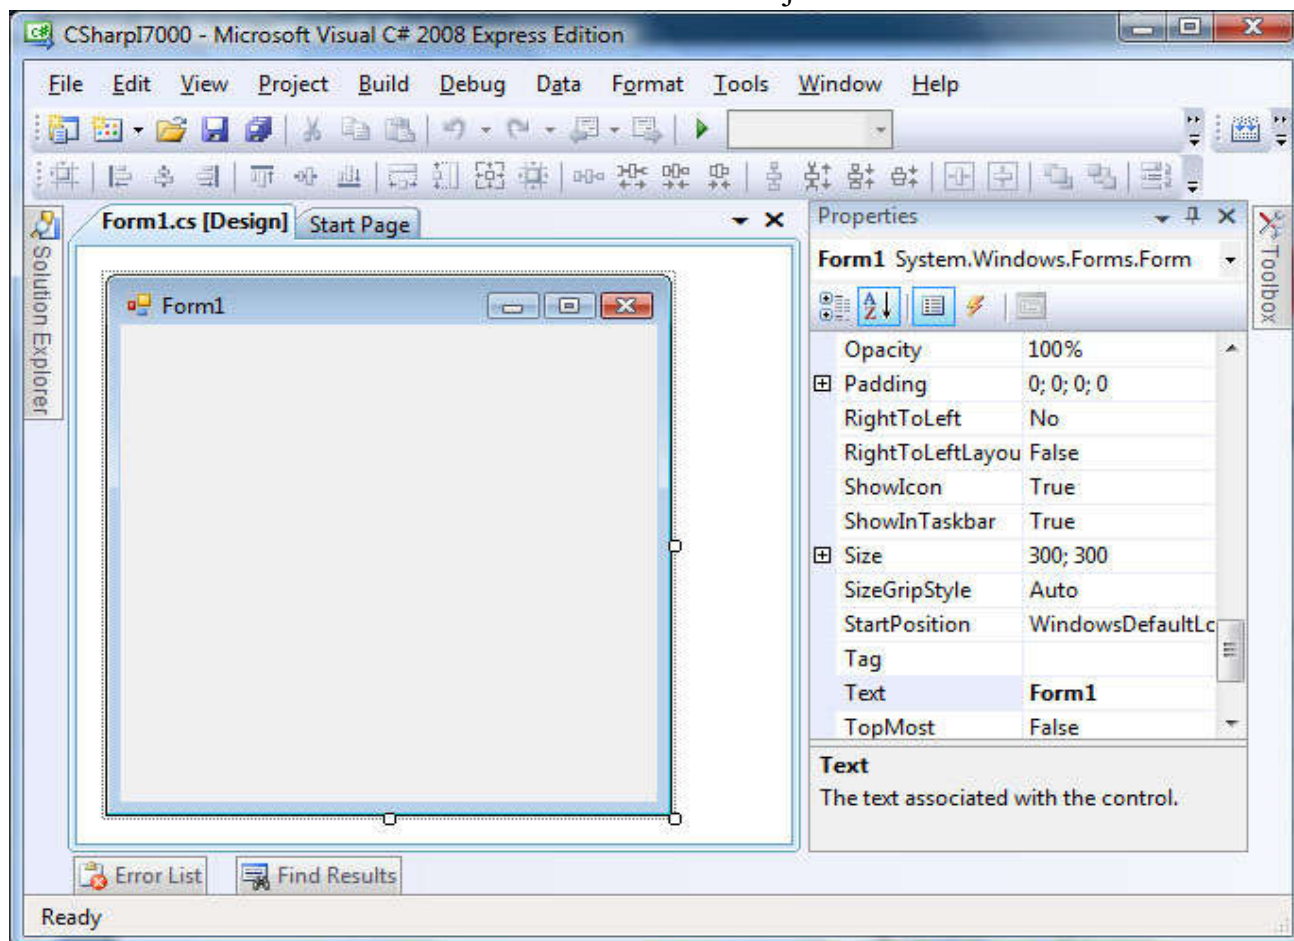 j
CSharpI7000 - Microsoft Visual C# 2008 Express Edition
File Edit View Project Build Debug Data Format Tools Window Help
Form1.cs [Design] Start Page
Solution Explorer
Form1
Properties
Form1 System.Windows.Forms.Form
Opacity 100%
Padding 0; 0; 0; 0
RightToLeft No
RightToLeftLayou False
ShowIcon True
ShowInTaskbar True
Size 300; 300
SizeGripStyle Auto
StartPosition WindowsDefaultLc
Tag
Text Form1
TopMost False
Text
The text associated with the control.
Toolbox
Error List Find Results
Ready